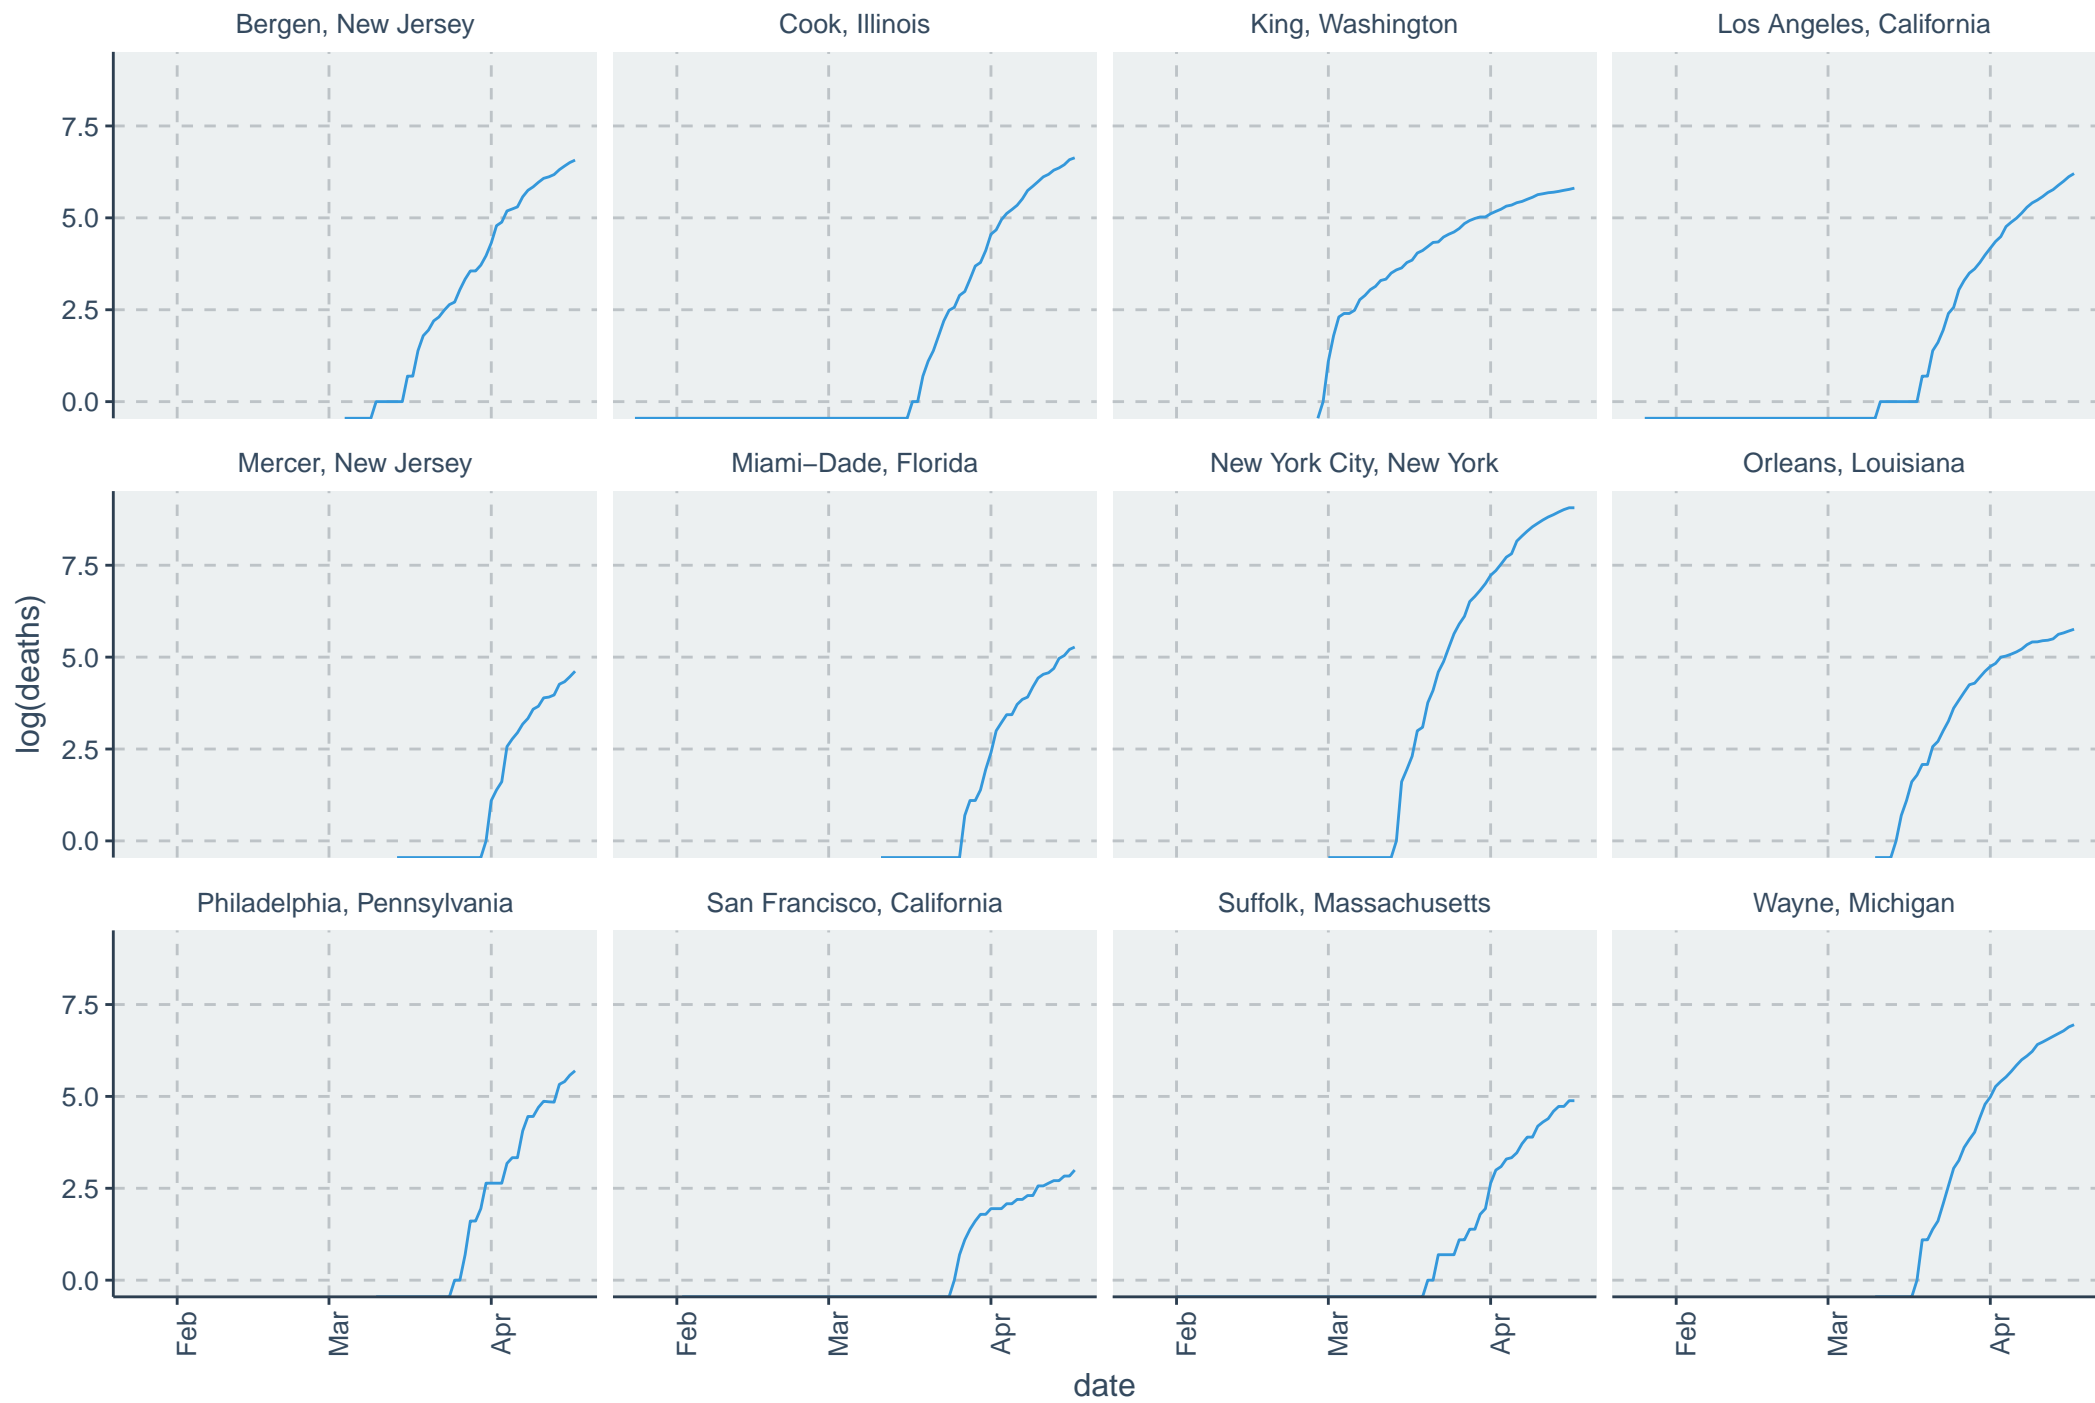 Bergen, New Jersey
Cook, Illinois
King, Washington
Los Angeles, California
7.5
5.0
2.5
0.0
Mercer, New Jersey
Miami−Dade, Florida
New York City, New York
Orleans, Louisiana
7.5
5.0
2.5
0.0
log(deaths)
Philadelphia, Pennsylvania
San Francisco, California
Suffolk, Massachusetts
Wayne, Michigan
7.5
5.0
2.5
0.0
Feb
Mar
Apr
Feb
Mar
Apr
Feb
Mar
Apr
Feb
Mar
Apr
date